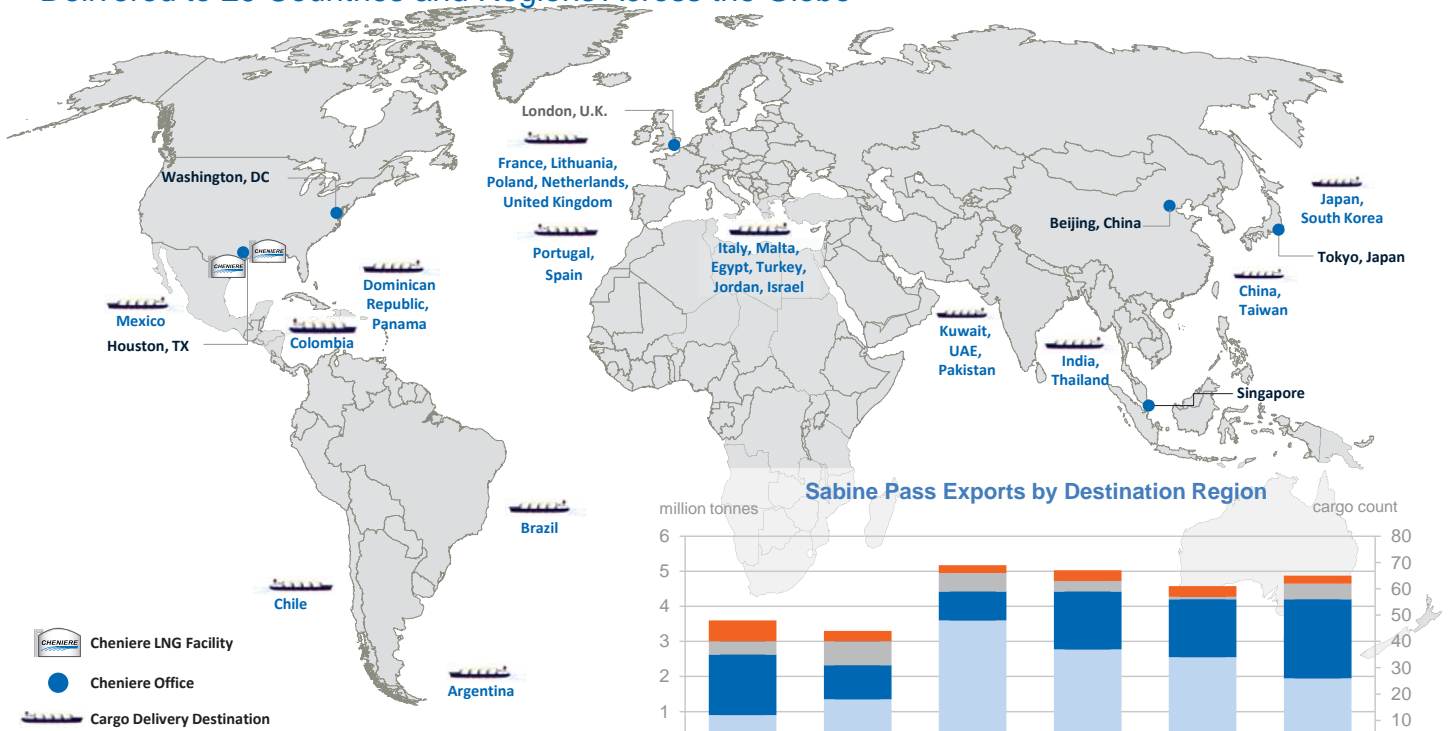 London, U.K.
France, Lithuania,
Poland, Netherlands,
United Kingdom
Washington, DC
Japan,
South Korea
Beijing, China
Portugal,
Spain
Italy, Malta,
Egypt, Turkey,
Jordan, Israel
Tokyo, Japan
CHENIERE
CHENIERE
Dominican
Republic,
Panama
China,
Taiwan
Mexico
Houston, TX
Colombia
Kuwait,
UAE,
Pakistan
India,
Thailand
Singapore
Brazil
Chile
Argentina
CHENIERE
Cheniere LNG Facility
Cheniere Office
Cargo Delivery Destination
Sabine Pass Exports by Destination Region
million tonnes
cargo count
6
5
4
3
2
1
80
70
60
50
40
30
20
10